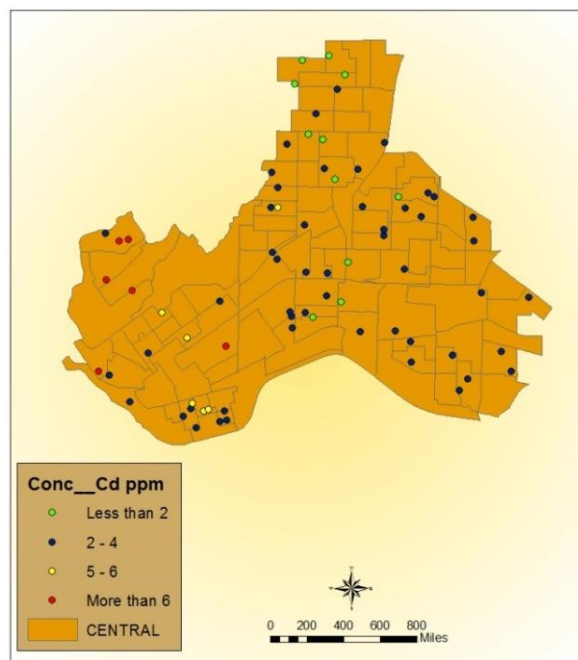 Conc__Cd ppm
Less than 2
2 - 4
5 - 6
More than 6
CENTRAL
0 200 400 600 800
Miles